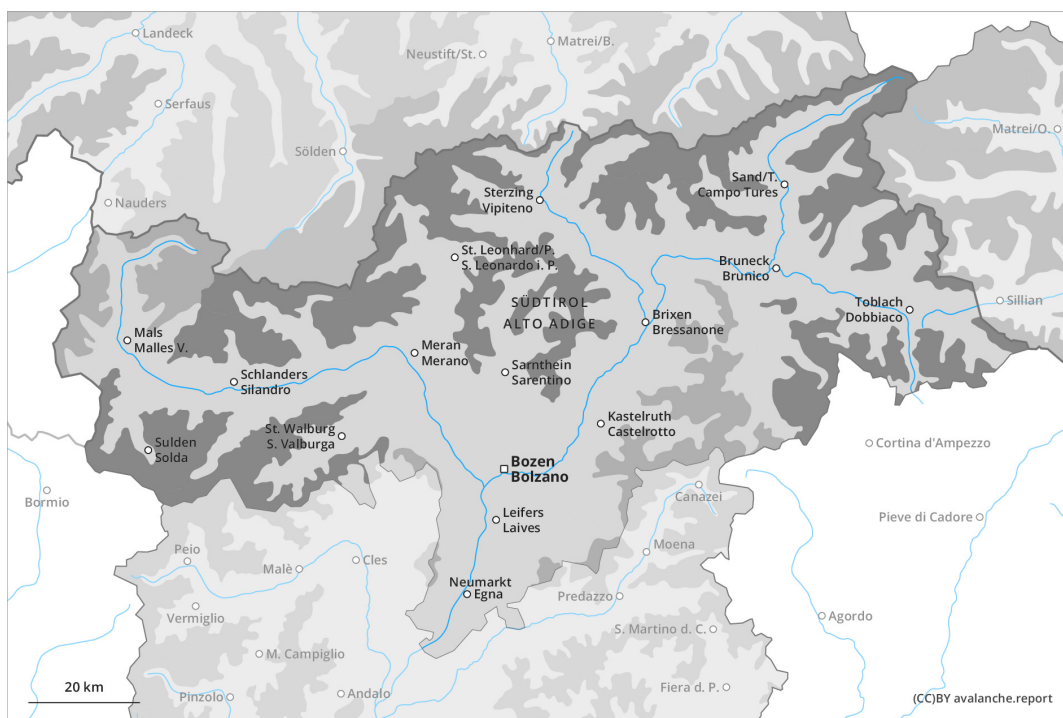 Landeck
Neustift/St.
Matrei/B.
Serfaus
Sölden
Matrei/O.
Nauders
Sterzing
Vipiteno
Sand/T.
Campo Tures
St. Leonhard/P.
S. Leonardo i. P.
Bruneck
Brunico
SÜDTIROL
ALTO ADIGE
Toblach
Dobbiaco
Sillian
Brixen
Bressanone
Mals
Malles V.
Meran
Merano
Schlanders
Silandro
Sarnthein
Sarentino
Kastelruth
Castelrotto
St. Walburg
S. Valburga
Sulden
Solda
Cortina d'Ampezzo
Bozen
Bolzano
Bormio
Canazei
Leifers
Laives
Pieve di Cadore
Peio
Malè
Cles
Moena
Neumarkt
Egna
Predazzo
Vermiglio
Agordo
S. Martino d. C.
M. Campiglio
20 km
Pinzolo
Andalo
Fiera d. P.
(CC)BY avalanche.report